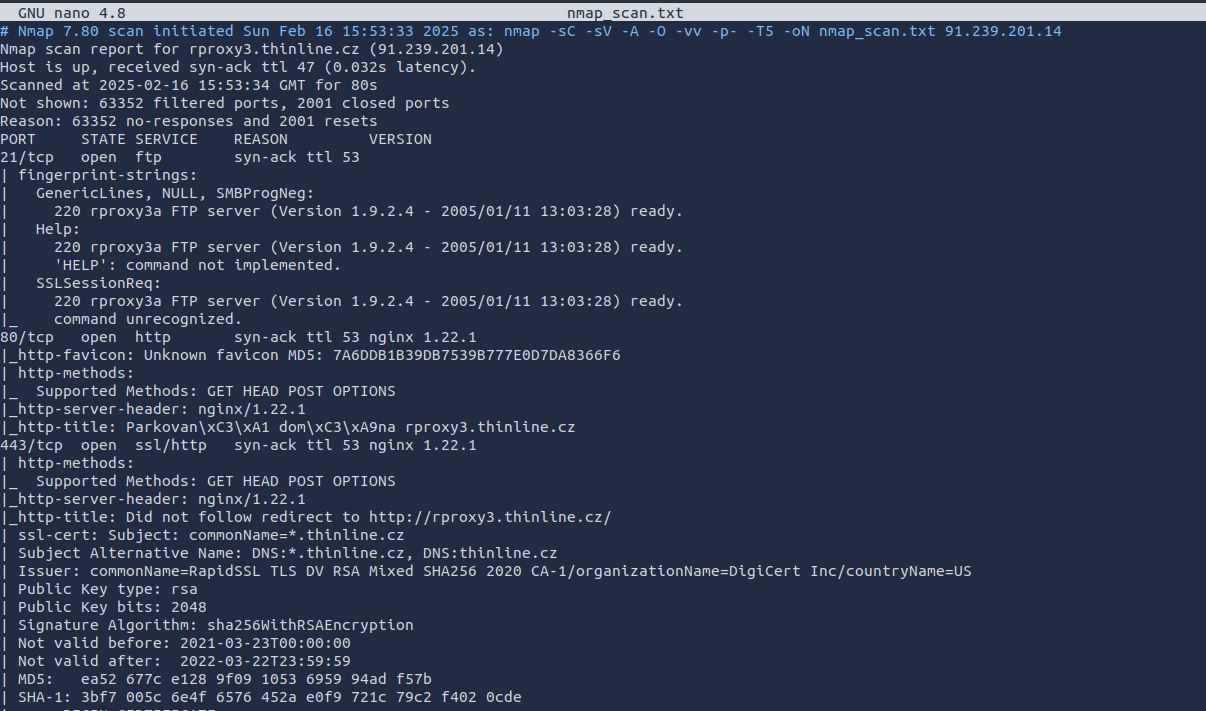 GNU nano 4.8 nmap_scan.txt
# Nmap 7.80 scan initiated Sun Feb 16 15:53:33 2025 as: nmap -sC -sV -A -O -vv -p- -T5 -oN nmap_scan.txt 91.239.201.14
Nmap scan report for rproxy3.thinline.cz (91.239.201.14)
Host is up, received syn-ack ttl 47 (0.032s latency).
Scanned at 2025-02-16 15:53:34 GMT for 80s
Not shown: 63352 filtered ports, 2001 closed ports
Reason: 63352 no-responses and 2001 resets
PORT     STATE SERVICE    REASON         VERSION
21/tcp   open  ftp        syn-ack ttl 53
| fingerprint-strings:
|   GenericLines, NULL, SMBProgNeg:
|     220 rproxy3a FTP server (Version 1.9.2.4 - 2005/01/11 13:03:28) ready.
|   Help:
|     220 rproxy3a FTP server (Version 1.9.2.4 - 2005/01/11 13:03:28) ready.
|     'HELP': command not implemented.
|   SSLSessionReq:
|     220 rproxy3a FTP server (Version 1.9.2.4 - 2005/01/11 13:03:28) ready.
|_    command unrecognized.
80/tcp   open  http       syn-ack ttl 53 nginx 1.22.1
|_http-favicon: Unknown favicon MD5: 7A6DDB1B39DB7539B777E0D7DA8366F6
| http-methods:
|_  Supported Methods: GET HEAD POST OPTIONS
|_http-server-header: nginx/1.22.1
|_http-title: Parkovan\xC3\xA1 dom\xC3\xA9na rproxy3.thinline.cz
443/tcp  open  ssl/http   syn-ack ttl 53 nginx 1.22.1
| http-methods:
|_  Supported Methods: GET HEAD POST OPTIONS
|_http-server-header: nginx/1.22.1
|_http-title: Did not follow redirect to http://rproxy3.thinline.cz/
| ssl-cert: Subject: commonName=*.thinline.cz
| Subject Alternative Name: DNS:*.thinline.cz, DNS:thinline.cz
| Issuer: commonName=RapidSSL TLS DV RSA Mixed SHA256 2020 CA-1/organizationName=DigiCert Inc/countryName=US
| Public Key type: rsa
| Public Key bits: 2048
| Signature Algorithm: sha256WithRSAEncryption
| Not valid before: 2021-03-23T00:00:00
| Not valid after:  2022-03-22T23:59:59
| MD5:   ea52 677c e128 9f09 1053 6959 94ad f57b
| SHA-1: 3bf7 005c 6e4f 6576 452a e0f9 721c 79c2 f402 0cde